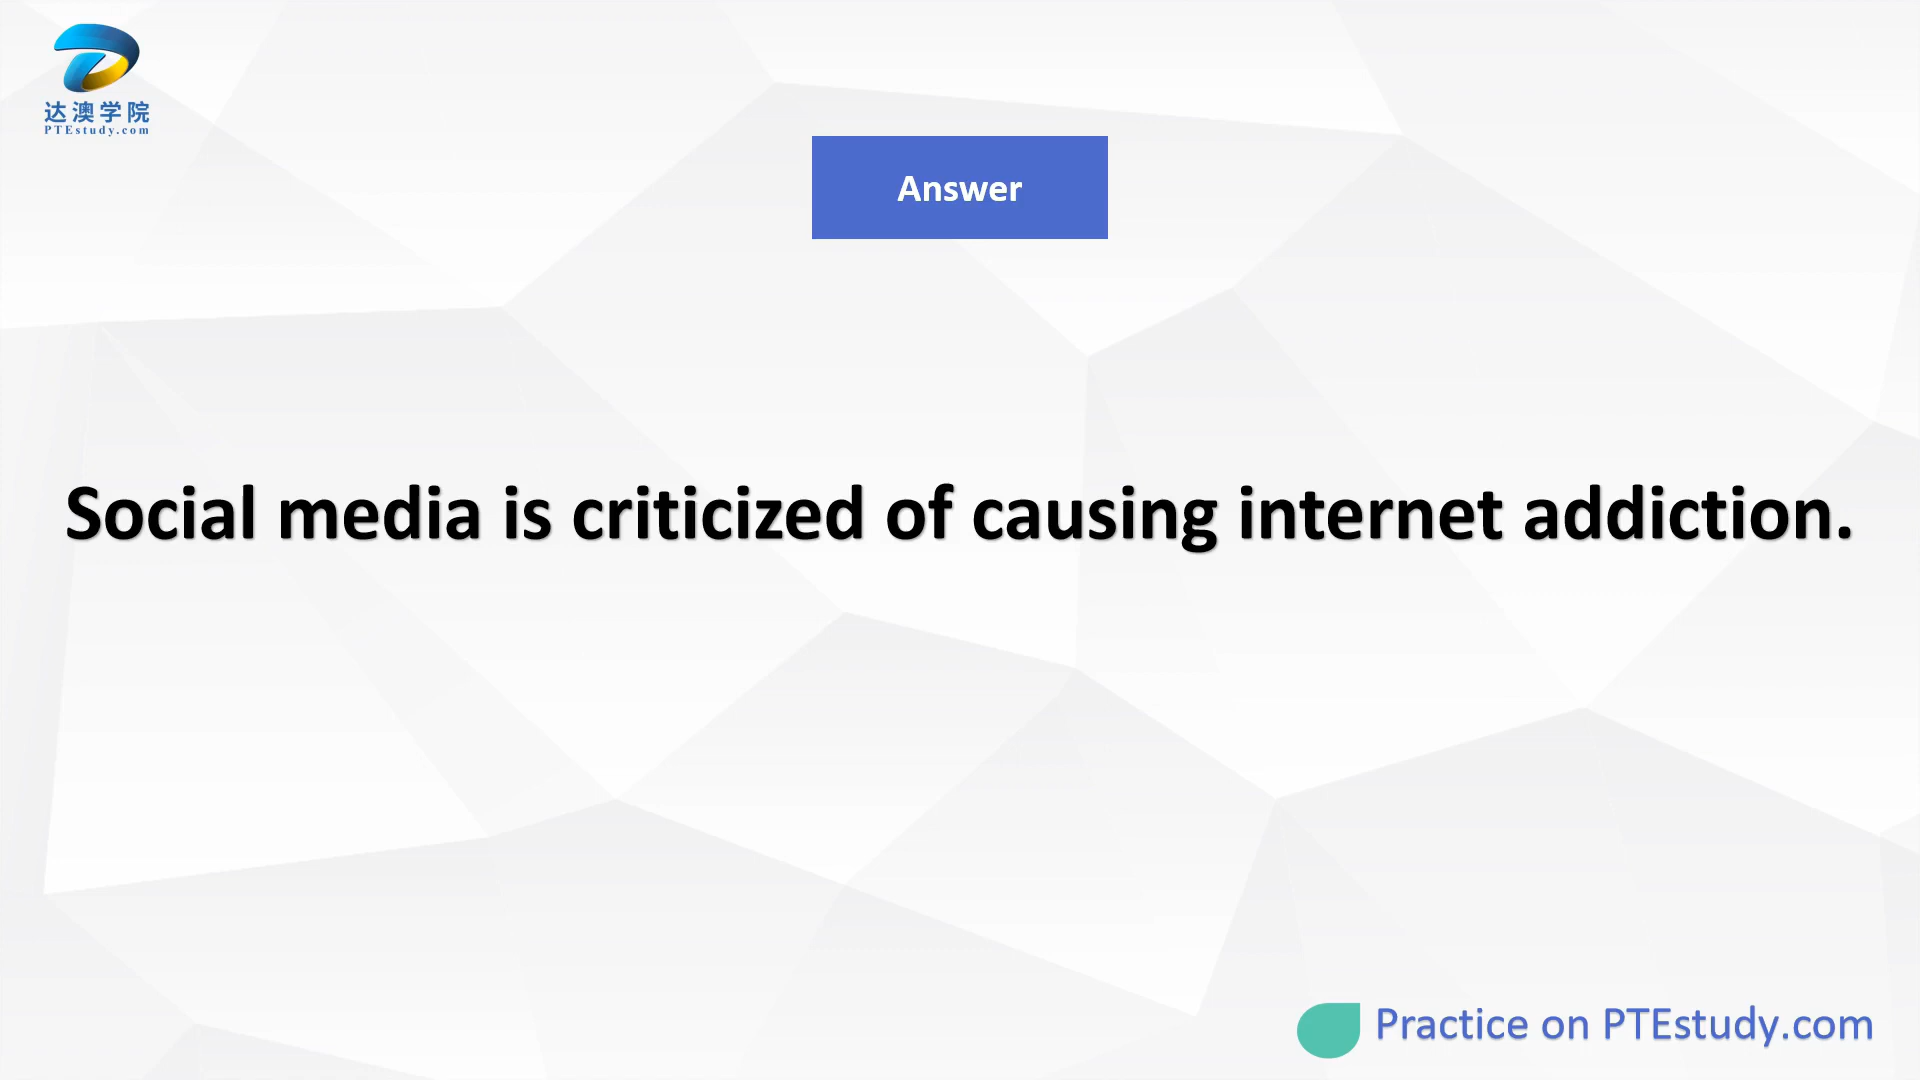 达澳学院
PTEstudy.com
Answer
Social media is criticized of causing internet addiction.
Practice on PTEstudy.com